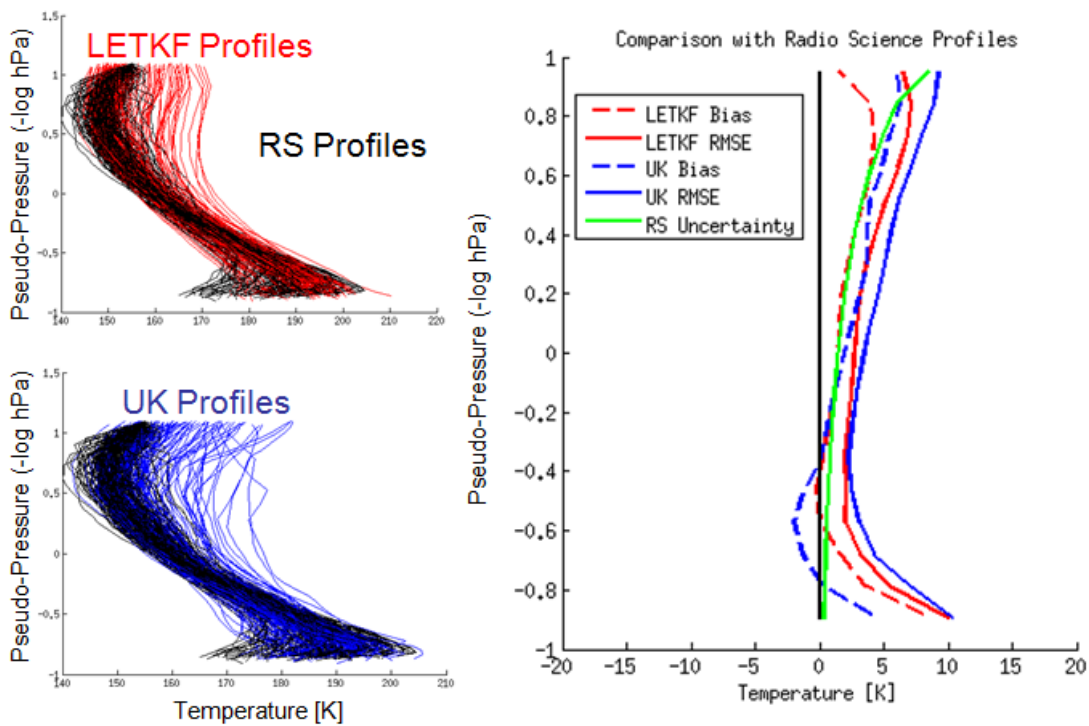 LETKF Profiles
RS Profiles
Pseudo-Pressure (-log hPa)
1.5
1
0.5
0
-0.5
-1
140 150 160 170 180 190 200 210 220
UK Profiles
Pseudo-Pressure (-log hPa)
1.5
1
0.5
0
-0.5
-1
140 150 160 170 180 190 200 210
Temperature [K]
Comparison with Radio Science Profiles
LETKF Bias
LETKF RMSE
UK Bias
UK RMSE
RS Uncertainty
Pseudo-Pressure (-log hPa)
1
0.8
0.6
0.4
0.2
0
-0.2
-0.4
-0.6
-0.8
-1
-20 -15 -10 -5 0 5 10 15 20
Temperature [K]